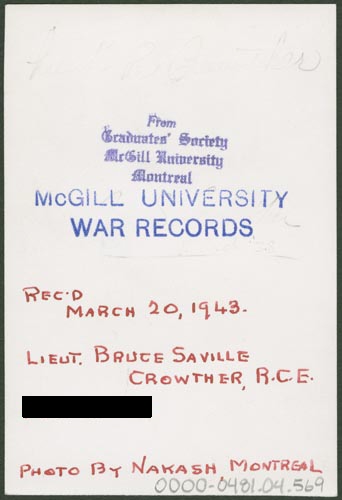 From
Graduates' Society
McGill University
Montreal
McGILL UNIVERSITY
WAR RECORDS
REC'D
MARCH 20, 1943.
LIEUT. BRUCE SAVILLE
CROWTHER, R.C.E.
PHOTO BY NAKASH, MONTREAL
0000-0481.04.569